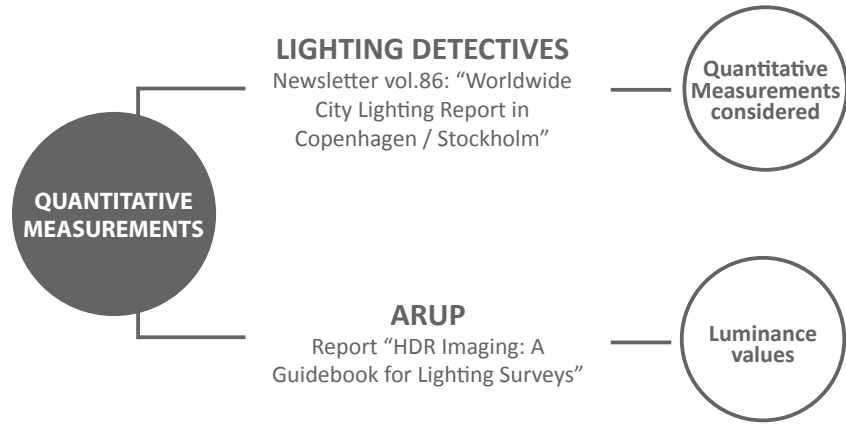 LIGHTING DETECTIVES
Newsletter vol.86: “Worldwide
City Lighting Report in
Copenhagen / Stockholm”
Quantitative
Measurements
considered
QUANTITATIVE
MEASUREMENTS
ARUP
Report “HDR Imaging: A
Guidebook for Lighting Surveys”
Luminance
values